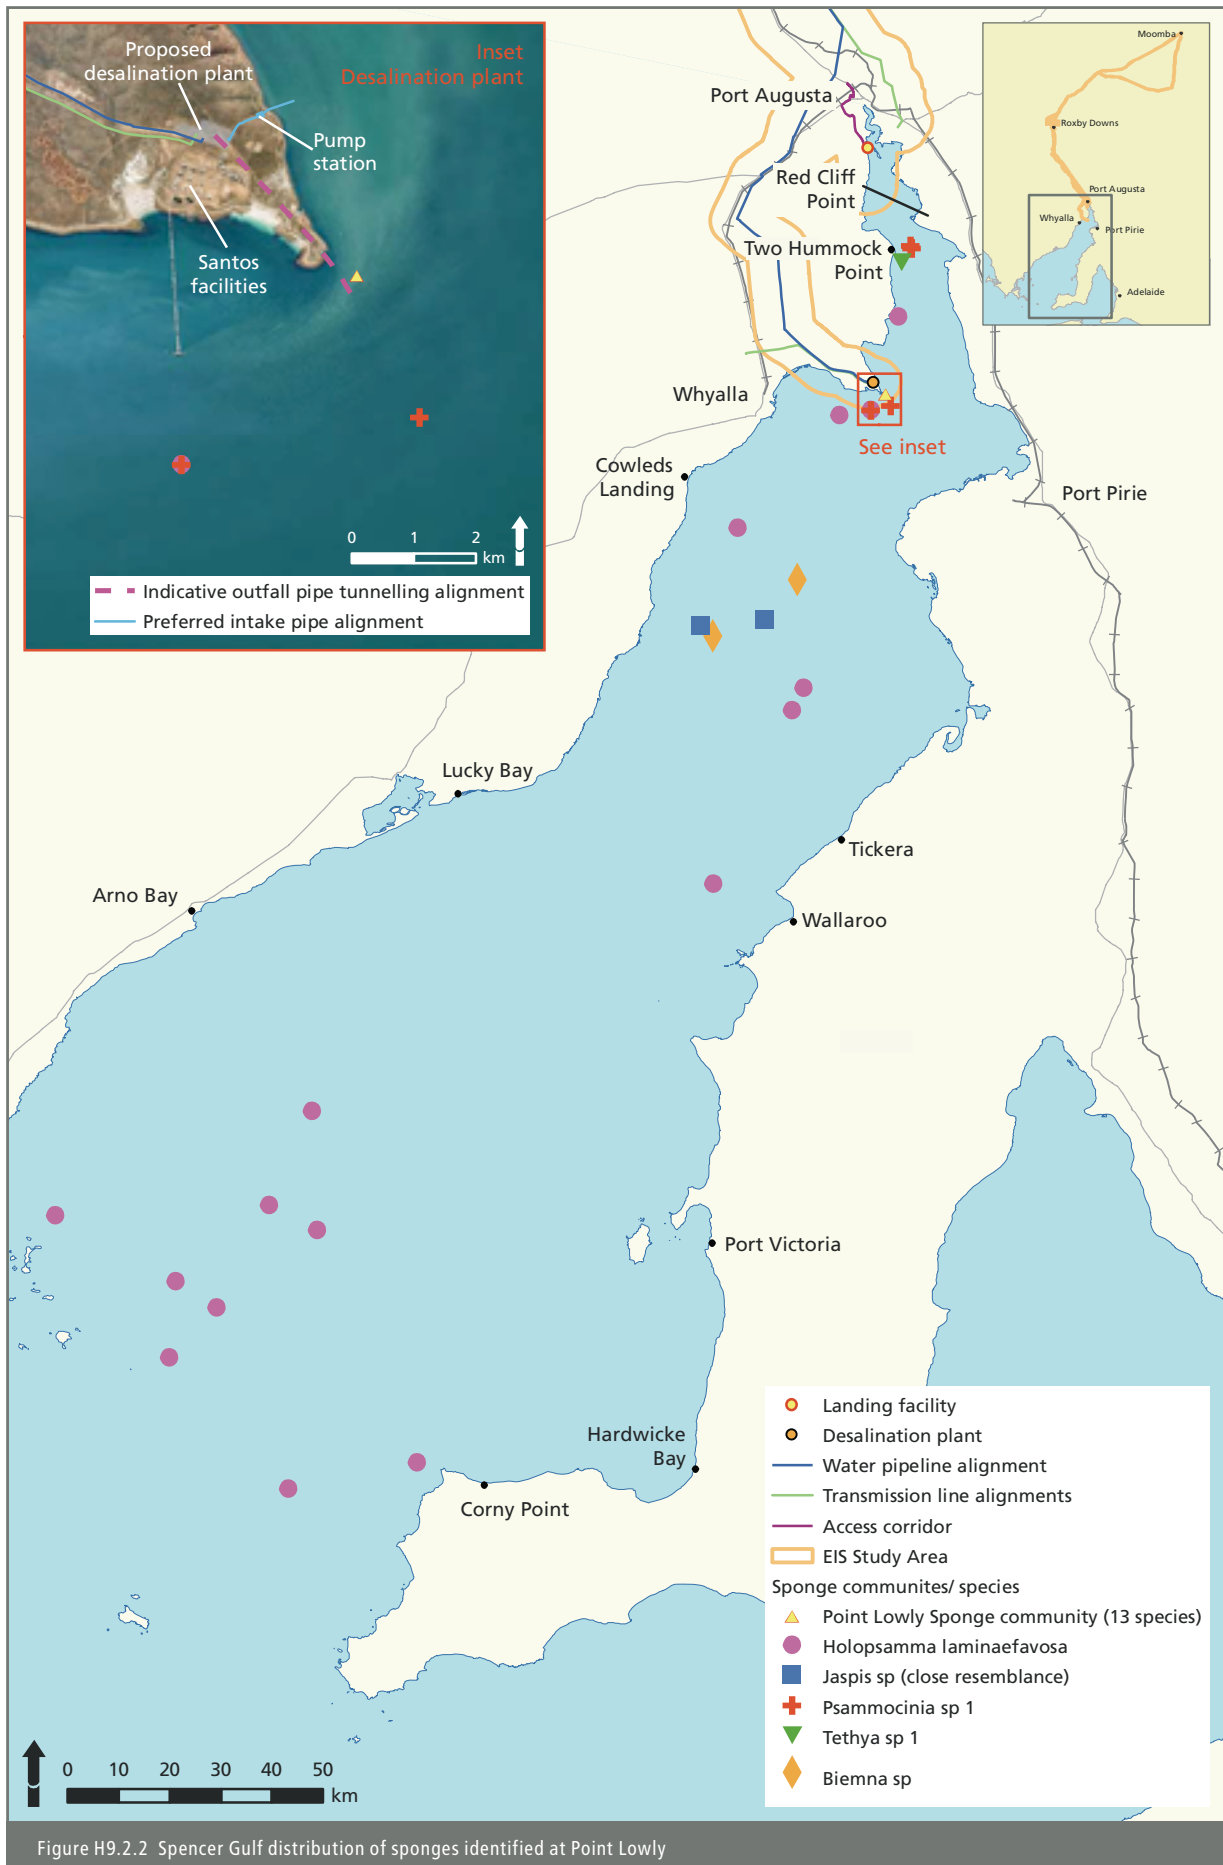 Inset
Desalination plant
Proposed
desalination plant
Pump
station
Santos
facilities
0 1 2
km
Indicative outfall pipe tunnelling alignment
Preferred intake pipe alignment
Moomba
Roxby Downs
Port Augusta
Whyalla
Port Pirie
Adelaide
Port Augusta
Red Cliff
Point
Two Hummock
Point
Whyalla
See inset
Cowleds
Landing
Port Pirie
Lucky Bay
Tickera
Arno Bay
Wallaroo
Port Victoria
Hardwicke
Bay
Corny Point
Landing facility
Desalination plant
Water pipeline alignment
Transmission line alignments
Access corridor
EIS Study Area
Sponge communites/ species
Point Lowly Sponge community (13 species)
Holopsamma laminaefavosa
Jaspis sp (close resemblance)
Psammocinia sp 1
Tethya sp 1
Biemna sp
0 10 20 30 40 50
km
Figure H9.2.2 Spencer Gulf distribution of sponges identified at Point Lowly